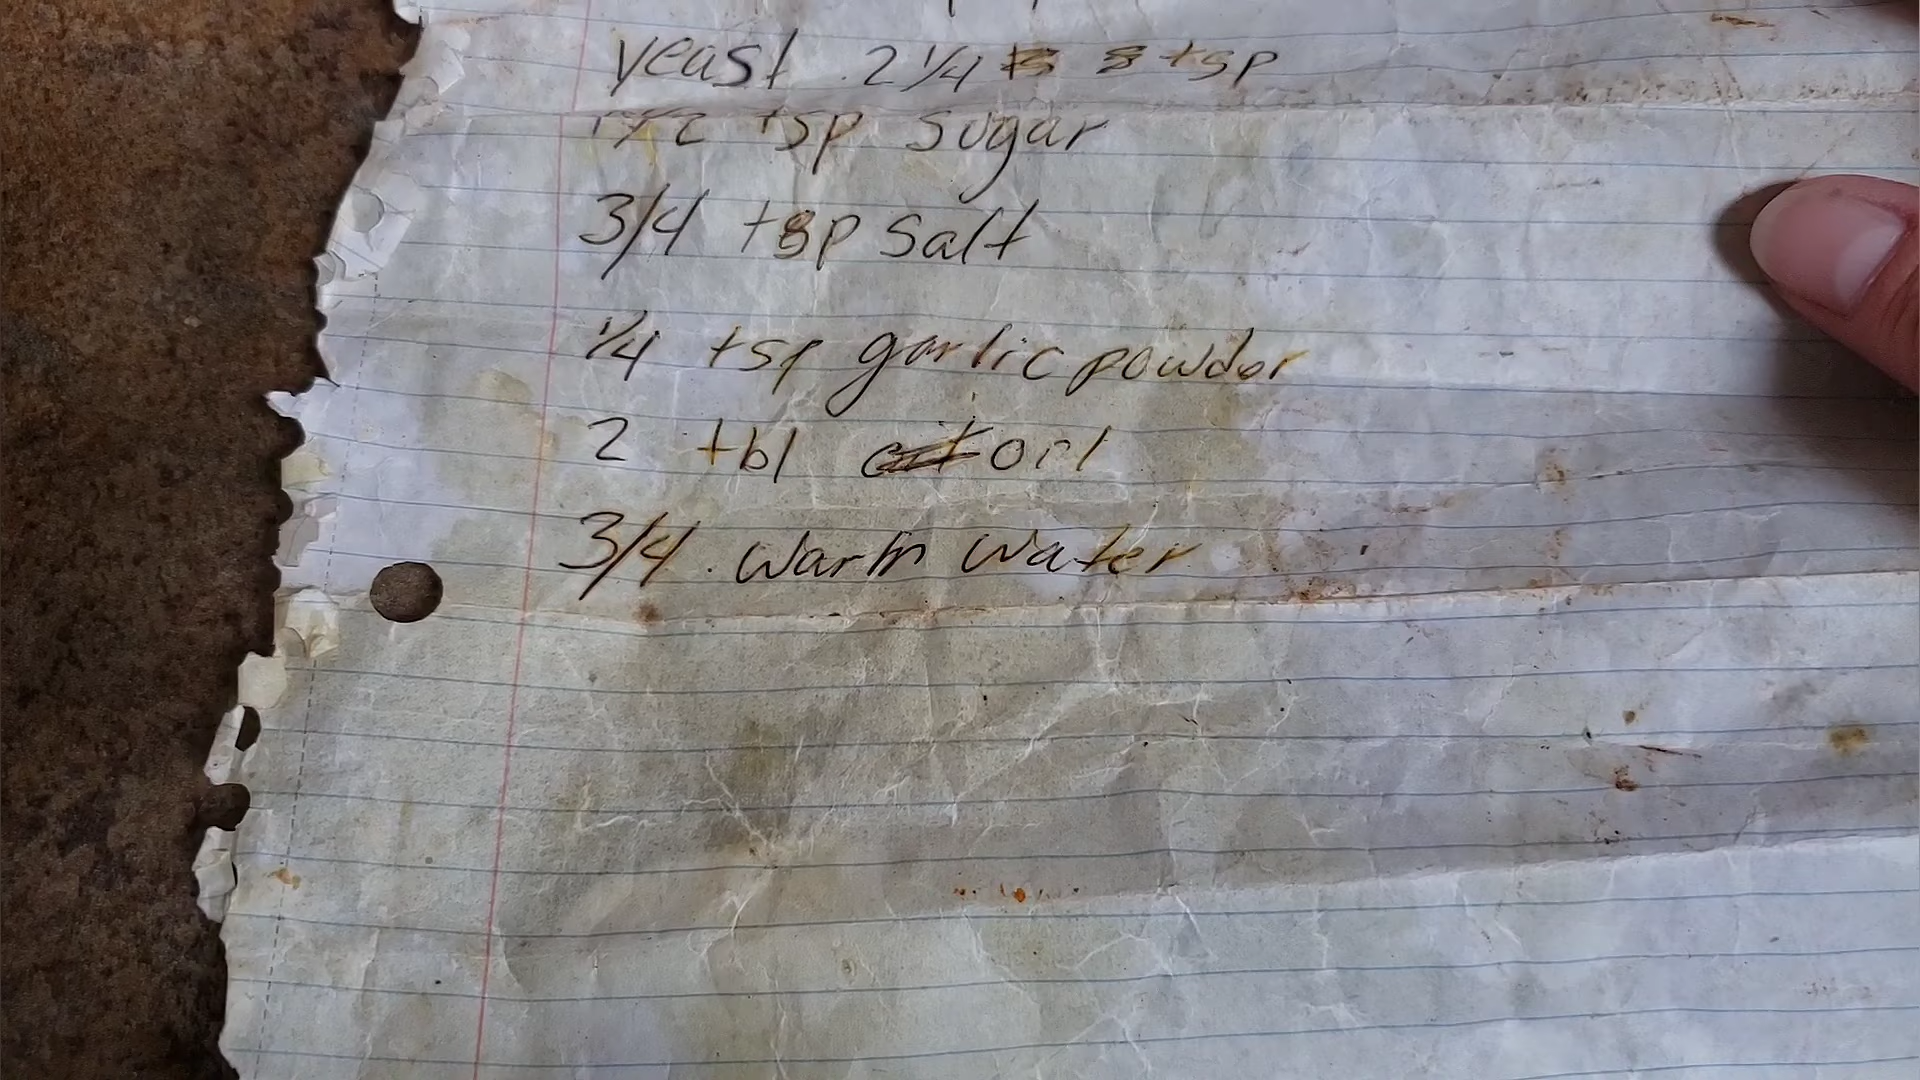 yeast 2 1/4 tsp
tsp sugar
3/4 tsp salt
1/4 tsp garlic powder
2 tbl oil
3/4 warm water